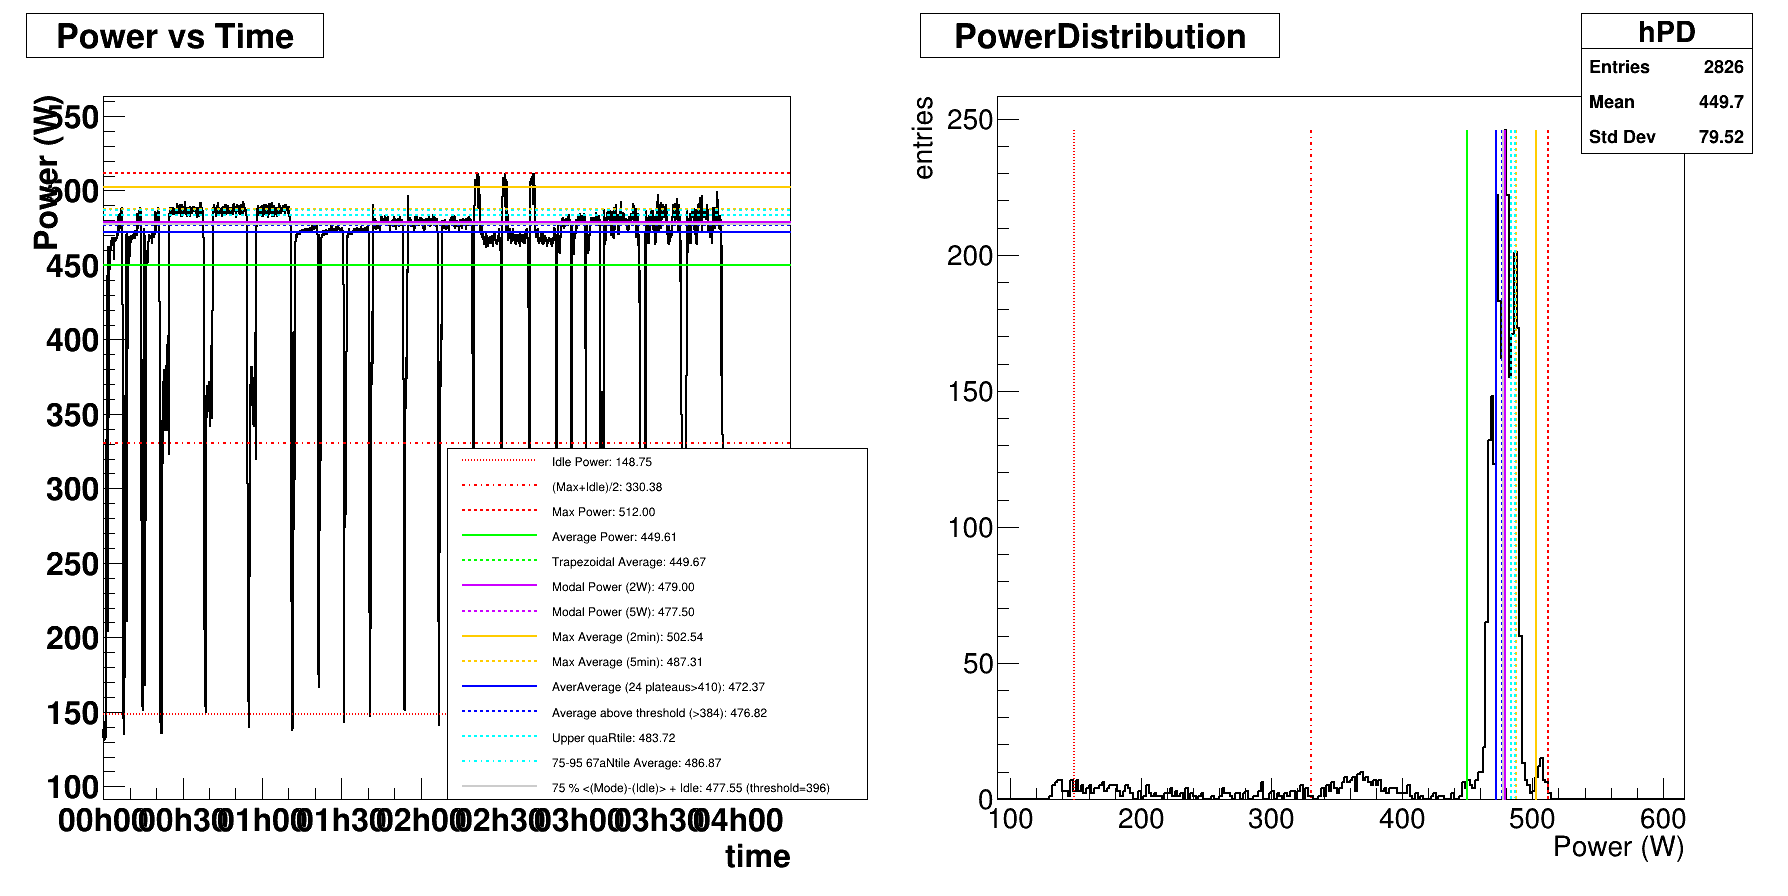 Power vs Time
Power (W)
550
500
450
400
350
300
250
200
150
100
00h00 00h30 01h00 01h30 02h00 02h30 03h00 03h30 04h00
time
Idle Power: 148.75
(Max+Idle)/2: 330.38
Max Power: 512.00
Average Power: 449.61
Trapezoidal Average: 449.67
Modal Power (2W): 479.00
Modal Power (5W): 477.50
Max Average (2min): 502.54
Max Average (5min): 487.31
AverAverage (24 plateaus>410): 472.37
Average above threshold (>384): 476.82
Upper quaRtile: 483.72
75-95 67aNtile Average: 486.87
75 % <(Mode)-(Idle)> + Idle: 477.55 (threshold=396)
PowerDistribution
hPD
Entries 2826
Mean 449.7
Std Dev 79.52
entries
250
200
150
100
50
0
100 200 300 400 500 600
Power (W)